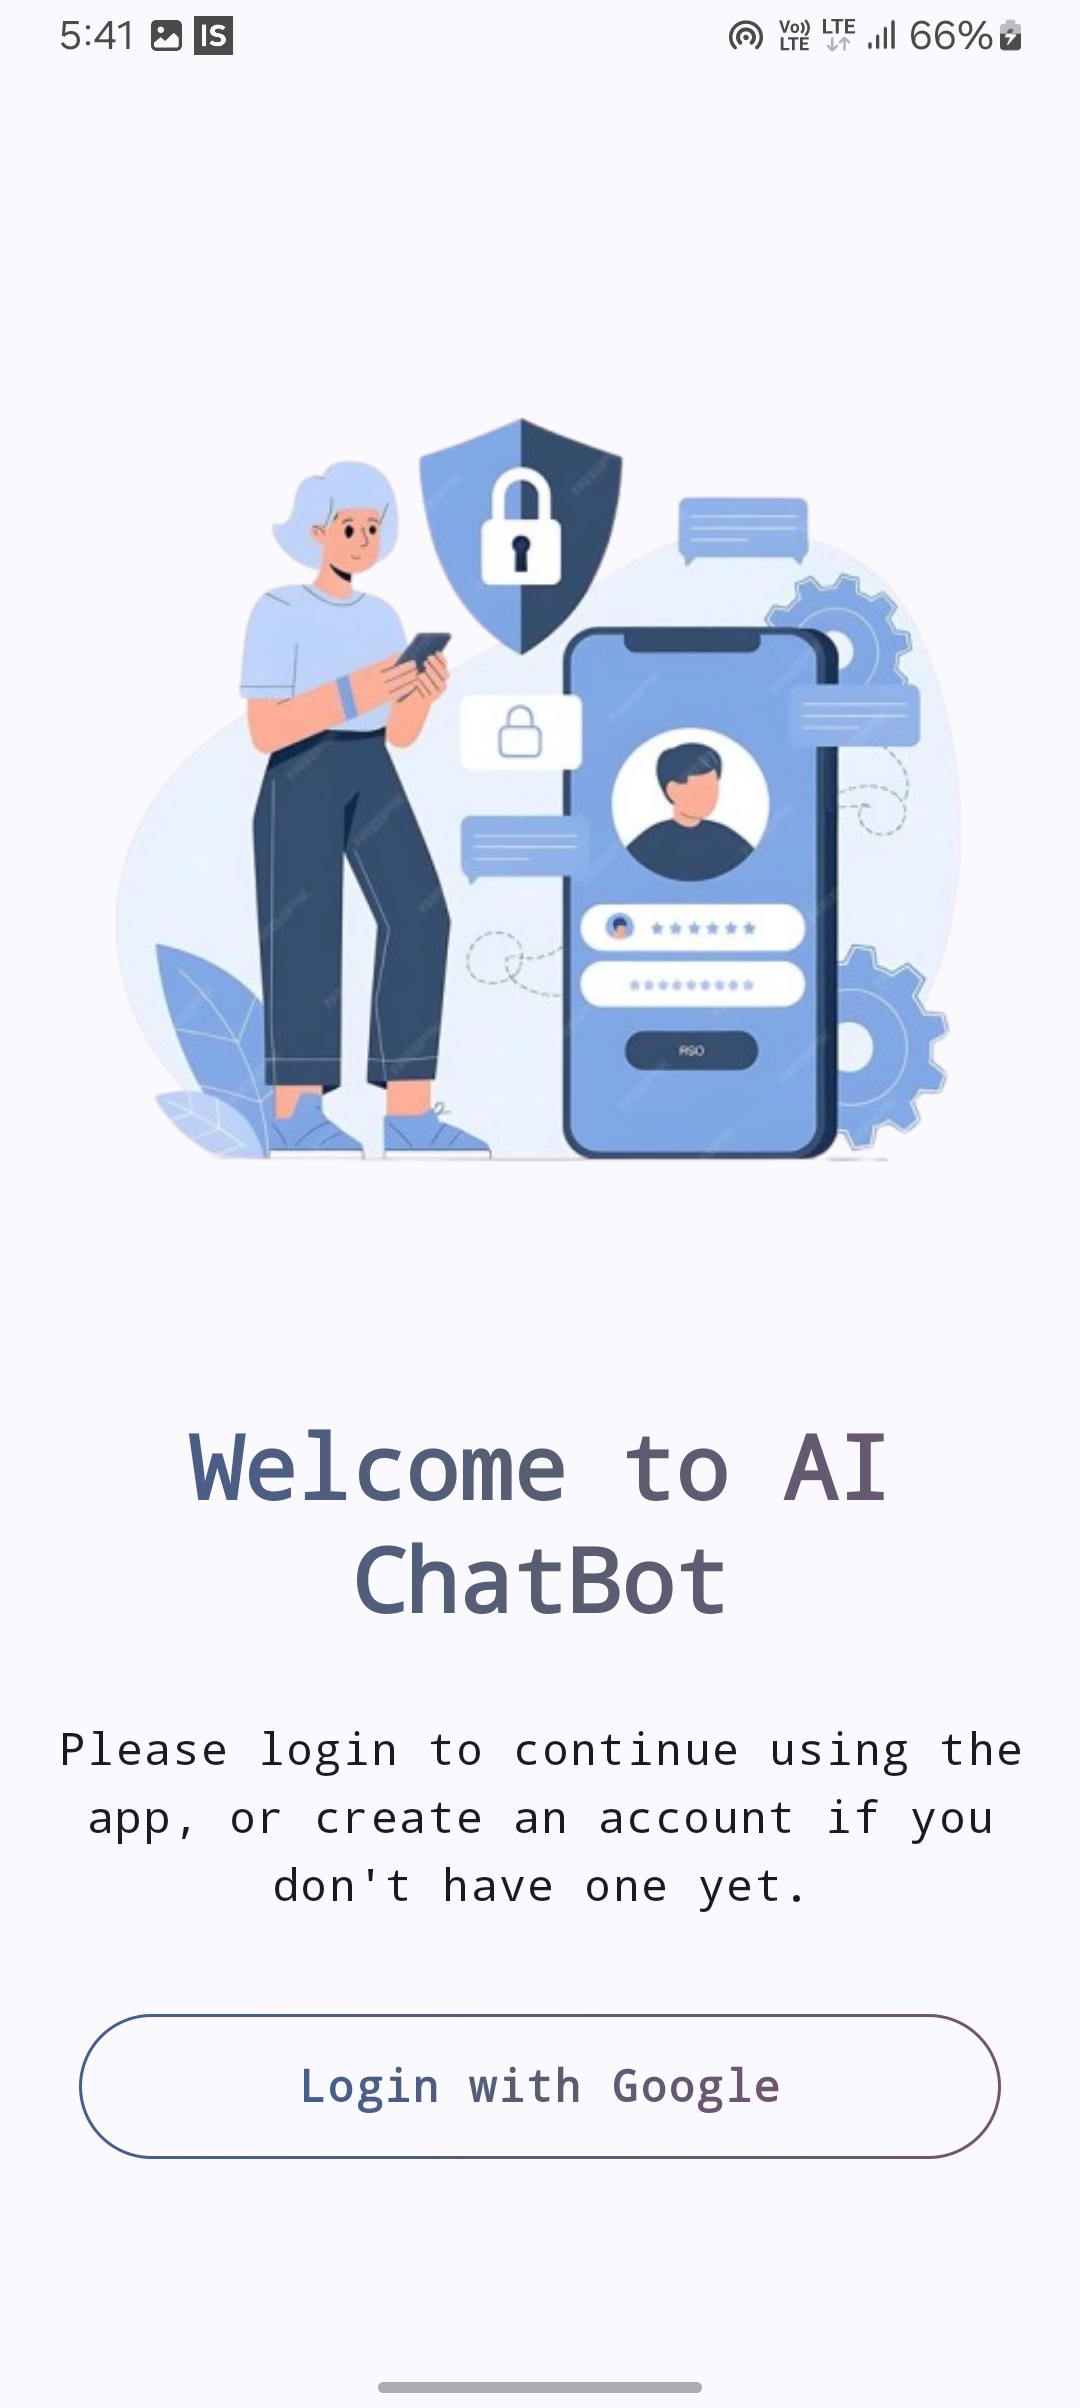 5:41 IS Vo)) LTE LTE 66%
Welcome to AI
ChatBot
Please login to continue using the
app, or create an account if you
don't have one yet.
Login with Google